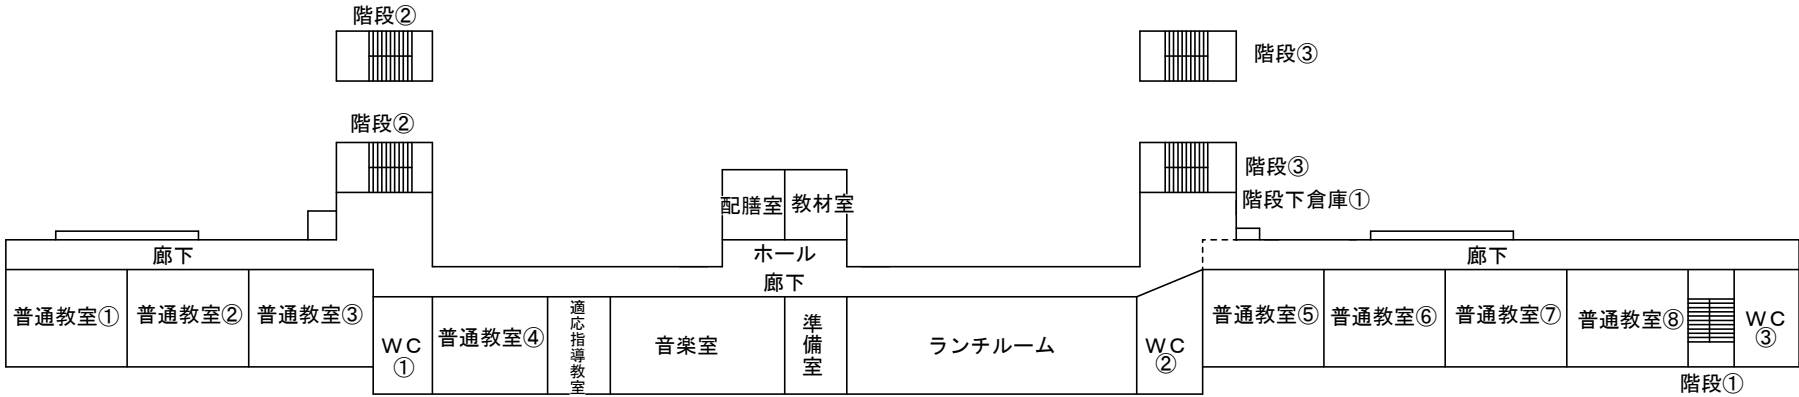 階段②
階段③
階段②
階段③
階段下倉庫①
配膳室
教材室
ホール
廊下
廊下
廊下
普通教室①
普通教室②
普通教室③
WC
①
普通教室④
適応指導教室
音楽室
準備室
ランチルーム
WC
②
普通教室⑤
普通教室⑥
普通教室⑦
普通教室⑧
WC
③
階段①